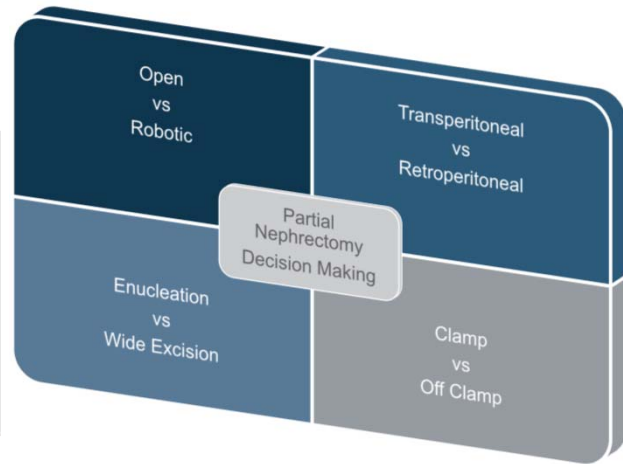 Open
vs
Robotic
Transperitoneal
vs
Retroperitoneal
Partial
Nephrectomy
Decision Making
Enucleation
vs
Wide Excision
Clamp
vs
Off Clamp